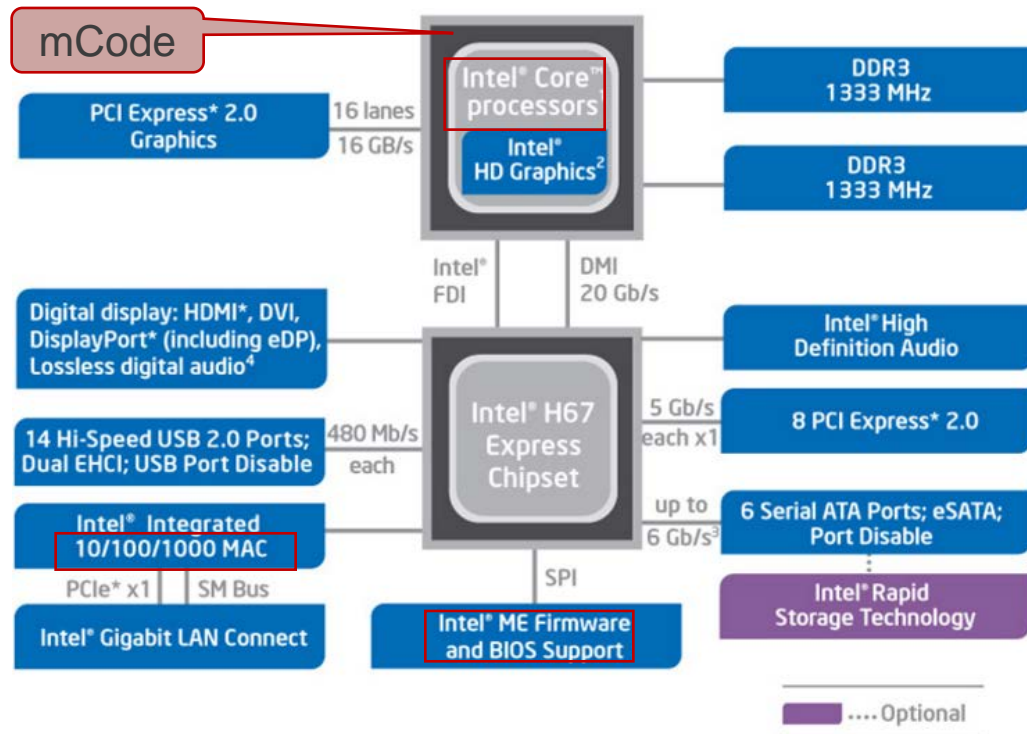 mCode
Intel® Core™
processors¹
Intel®
HD Graphics²
PCI Express* 2.0
Graphics
16 lanes
16 GB/s
DDR3
1333 MHz
DDR3
1333 MHz
Intel®
FDI
DMI
20 Gb/s
Digital display: HDMI*, DVI,
DisplayPort* (including eDP),
Lossless digital audio⁴
Intel® High
Definition Audio
Intel® H67
Express
Chipset
14 Hi-Speed USB 2.0 Ports;
Dual EHCI; USB Port Disable
480 Mb/s
each
5 Gb/s
each x1
8 PCI Express* 2.0
Intel® Integrated
10/100/1000 MAC
up to
6 Gb/s³
6 Serial ATA Ports; eSATA;
Port Disable
PCIe* x1
SM Bus
SPI
Intel® Rapid
Storage Technology
Intel® Gigabit LAN Connect
Intel® ME Firmware
and BIOS Support
.... Optional